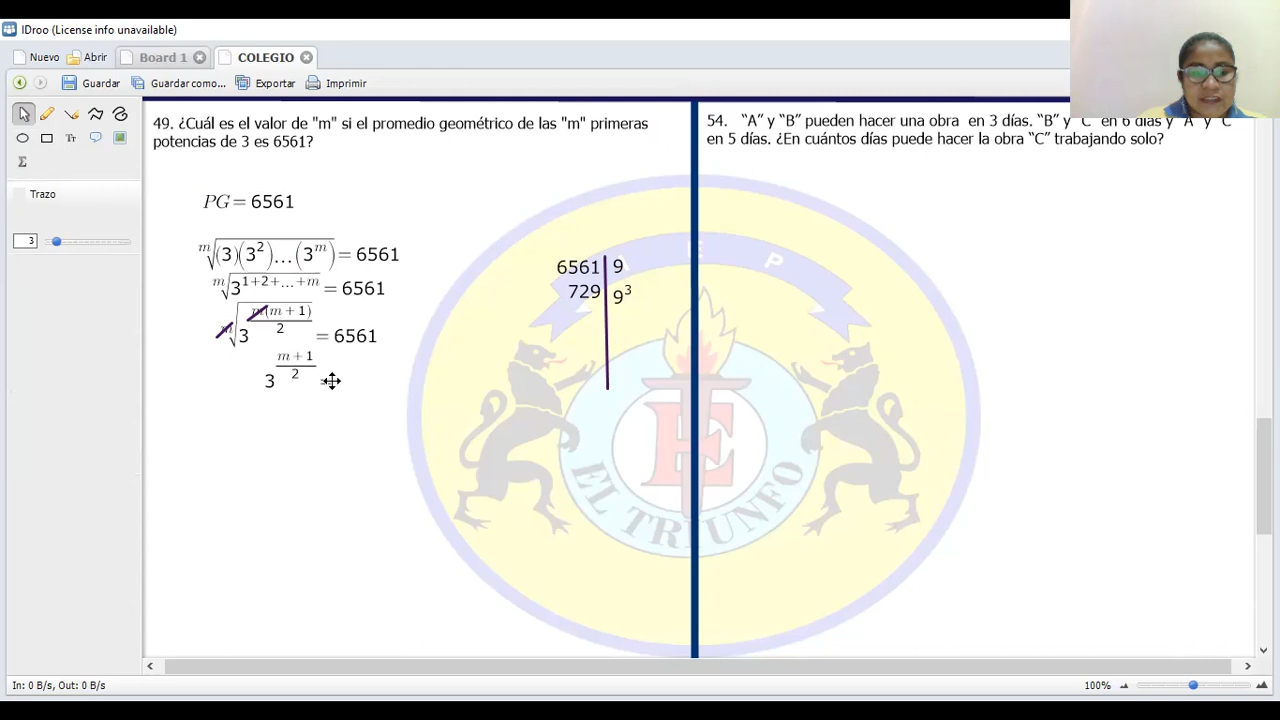 IDroo (License info unavailable)
Nuevo Abrir Board 1 COLEGIO
Guardar Guardar como... Exportar Imprimir
Tr
Σ
Trazo
3
49. ¿Cuál es el valor de "m" si el promedio geométrico de las "m" primeras
potencias de 3 es 6561?
PG = 6561
ᵐ√(3)(3²)...(3ᵐ) = 6561
ᵐ√3^(1+2+...+m) = 6561
ᵐ√3^(m(m+1)/2) = 6561
3^((m+1)/2) =
6561 9
729 9³
54. “A” y “B” pueden hacer una obra en 3 días. “B” y “C” en 6 días y “A” y “C”
en 5 días. ¿En cuántos días puede hacer la obra “C” trabajando solo?
A E P
E
EL TRIUNFO
In: 0 B/s, Out: 0 B/s
100%